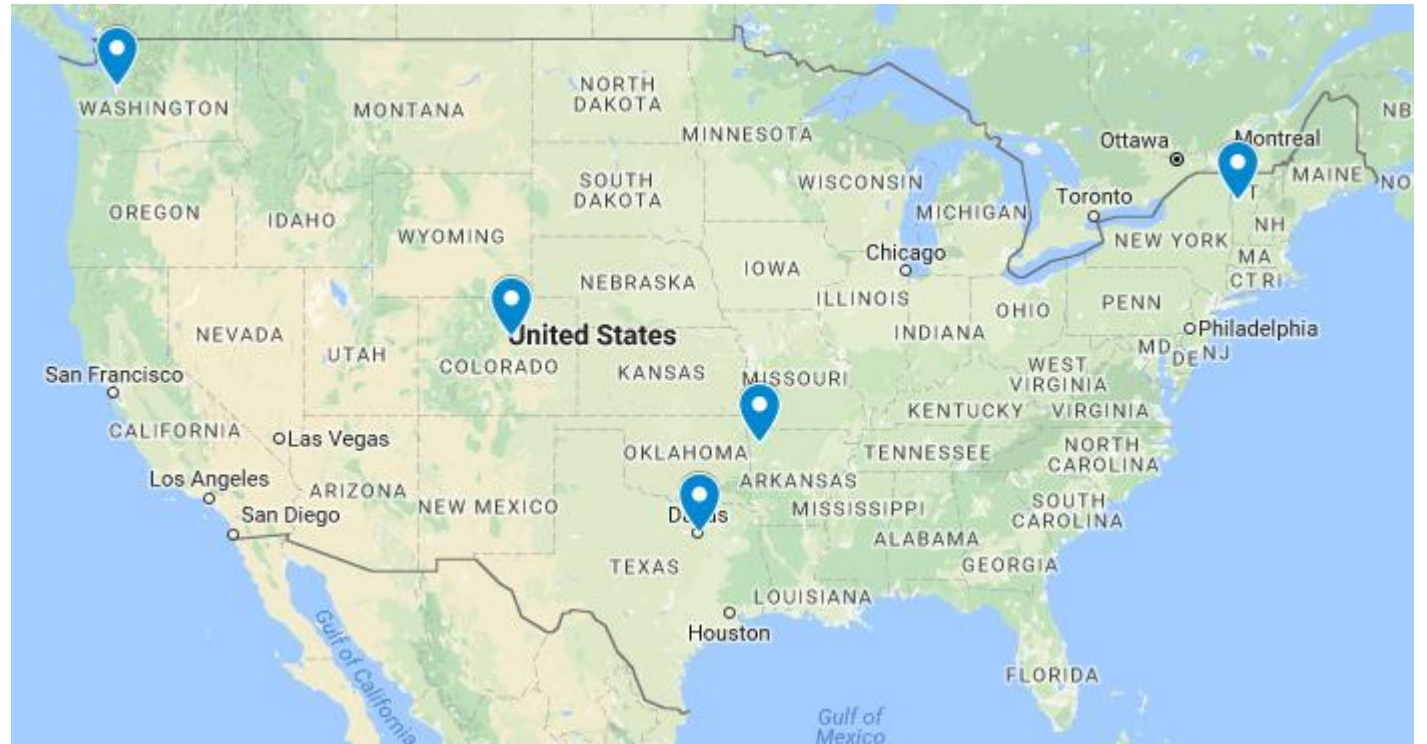 NB
NORTH
DAKOTA
WASHINGTON
MONTANA
MINNESOTA
Ottawa
Montreal
MAINE
NO
SOUTH
DAKOTA
WISCONSIN
Toronto
T
OREGON
IDAHO
MICHIGAN
NH
WYOMING
NEW YORK
Chicago
MA
IOWA
CT RI
NEBRASKA
ILLINOIS
OHIO
PENN
NEVADA
United States
INDIANA
Philadelphia
UTAH
MD
DE
NJ
COLORADO
KANSAS
MISSOURI
WEST
VIRGINIA
San Francisco
KENTUCKY
VIRGINIA
CALIFORNIA
Las Vegas
OKLAHOMA
TENNESSEE
NORTH
CAROLINA
Los Angeles
ARIZONA
NEW MEXICO
ARKANSAS
San Diego
Dallas
MISSISSIPPI
SOUTH
CAROLINA
ALABAMA
TEXAS
GEORGIA
LOUISIANA
Houston
Gulf of California
FLORIDA
Gulf of
Mexico